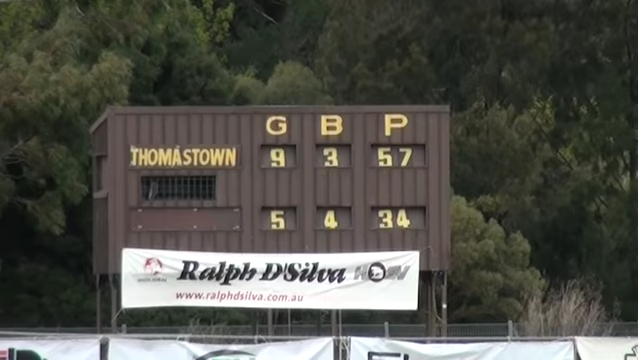 G B P
THOMASTOWN 9 3 57
5 4 34
Ralph D'Silva
www.ralphdsilva.com.au